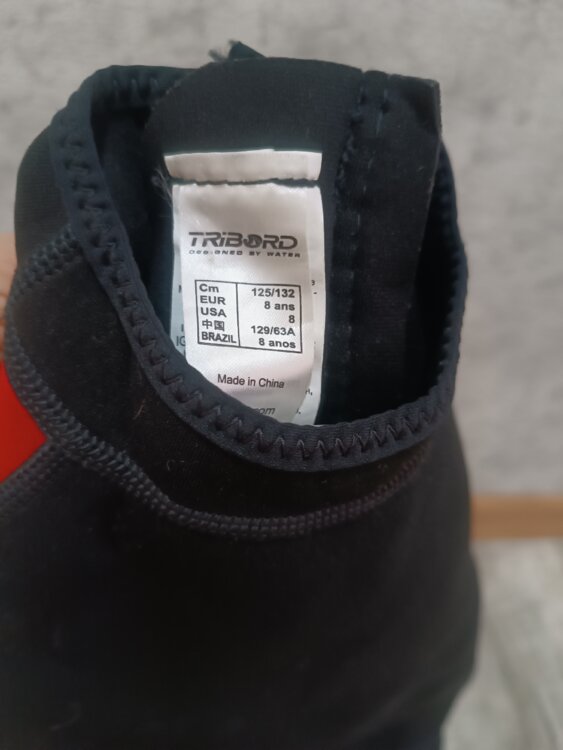 TRIBORD
DESIGNED BY WATER
Cm 125/132
EUR 8 ans
USA 8
中国 129/63A
BRAZIL 8 anos
Made in China
.com